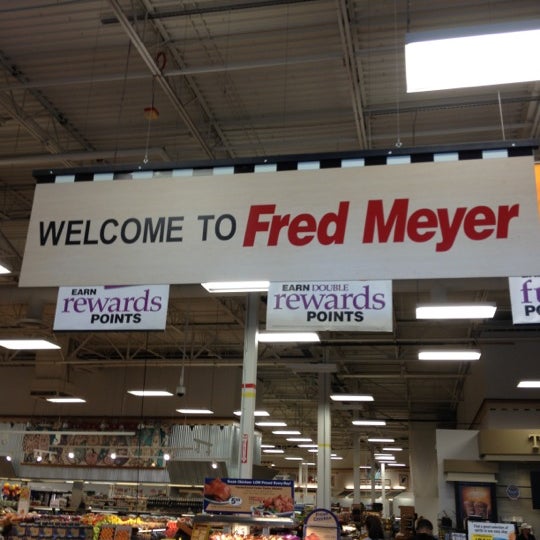 WELCOME TO Fred Meyer
EARN
rewards
POINTS
EARN DOUBLE
rewards
POINTS